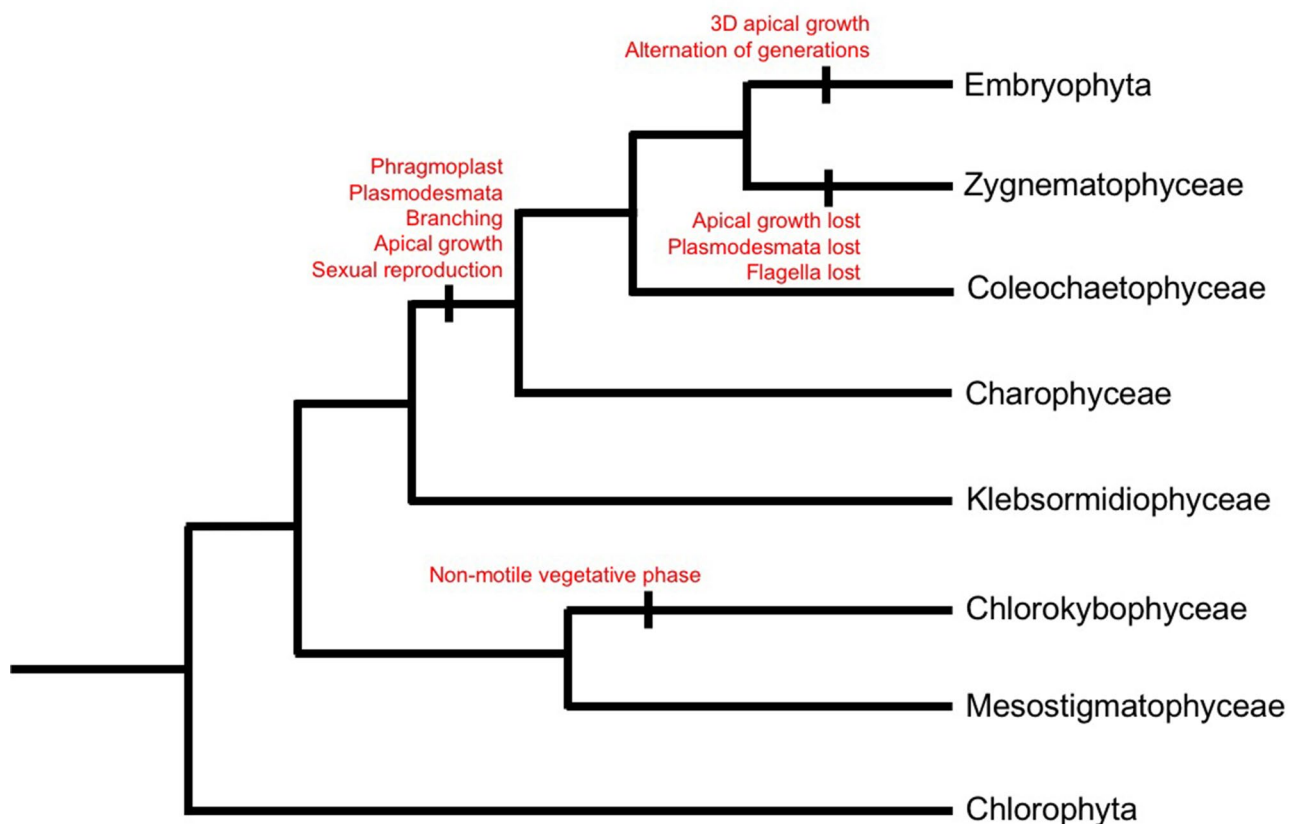 3D apical growth
Alternation of generations
Embryophyta
Phragmoplast
Plasmodesmata
Branching
Apical growth
Sexual reproduction
Zygnematophyceae
Apical growth lost
Plasmodesmata lost
Flagella lost
Coleochaetophyceae
Charophyceae
Klebsormidiophyceae
Non-motile vegetative phase
Chlorokybophyceae
Mesostigmatophyceae
Chlorophyta